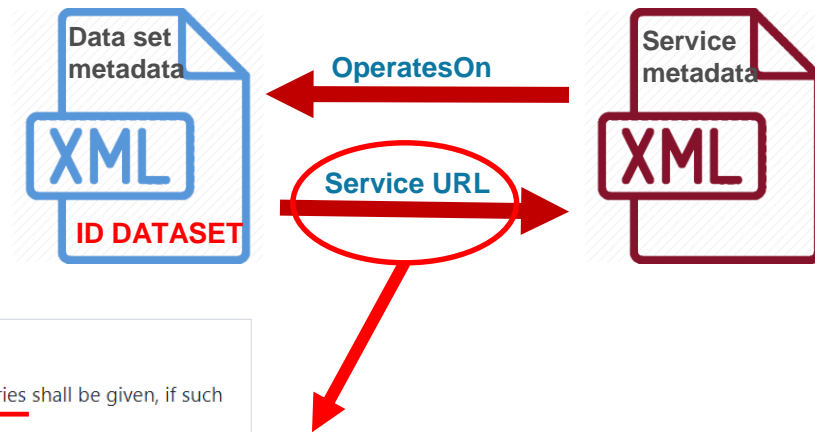 Data set
metadata
Service
metadata
OperatesOn
XML
XML
Service URL
ID DATASET
ries shall be given, if such